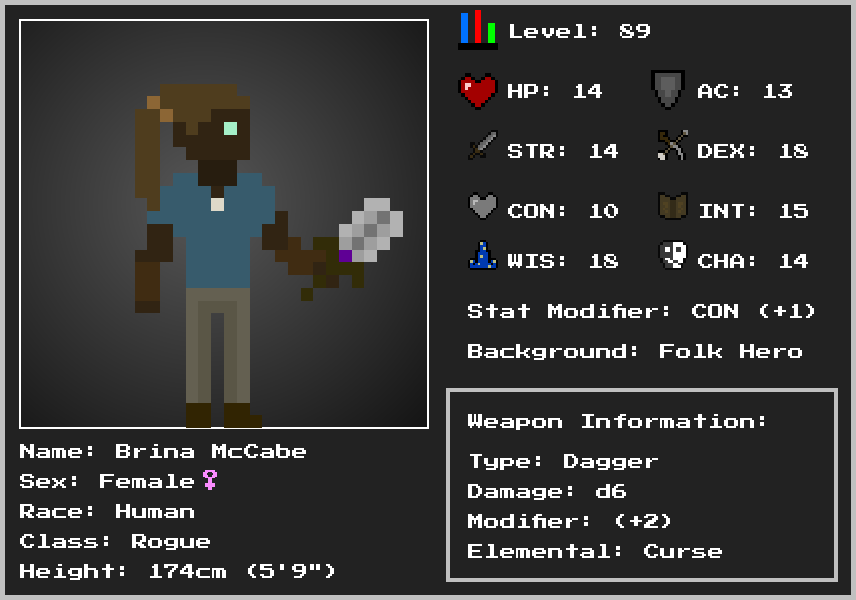 Level: 89
HP: 14
AC: 13
STR: 14
DEX: 18
CON: 10
INT: 15
WIS: 18
CHA: 14
Stat Modifier: CON (+1)
Background: Folk Hero
Weapon Information:
Type: Dagger
Damage: d6
Modifier: (+2)
Elemental: Curse
Name: Brina McCabe
Sex: Female♀
Race: Human
Class: Rogue
Height: 174cm (5'9")